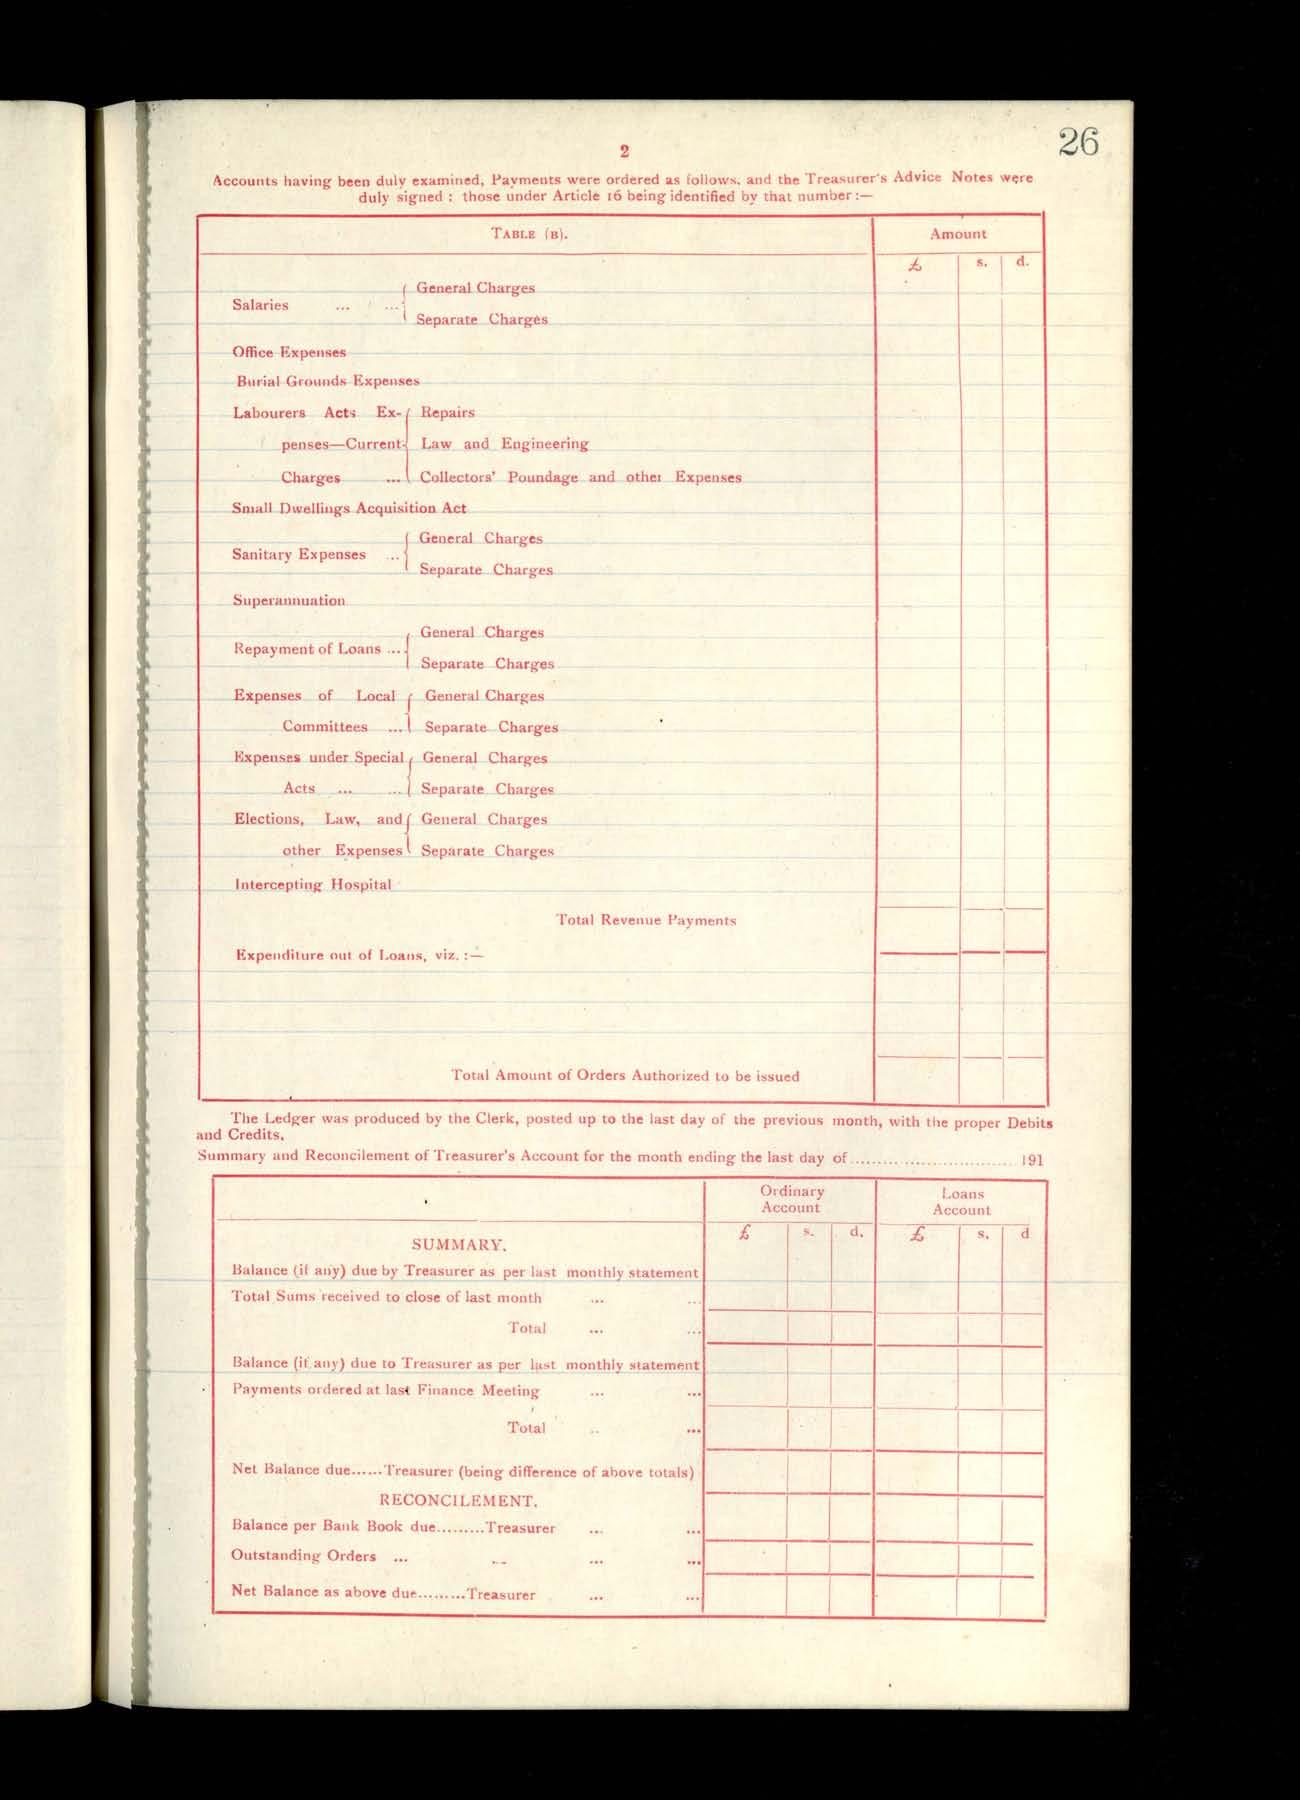 26
2
Accounts having been duly examined, Payments were ordered as follows, and the Treasurer's Advice Notes were
duly signed ; those under Article 16 being identified by that number :—
TABLE (B).
Amount
£ s. d.
General Charges
Salaries ... ...
Separate Charges
Office Expenses
Burial Grounds Expenses
Labourers Acts Ex- Repairs
penses—Current Law and Engineering
Charges ... Collectors' Poundage and other Expenses
Small Dwellings Acquisition Act
General Charges
Sanitary Expenses ...
Separate Charges
Superannuation
General Charges
Repayment of Loans ...
Separate Charges
Expenses of Local General Charges
Committees ... Separate Charges
Expenses under Special General Charges
Acts ... ... Separate Charges
Elections, Law, and General Charges
other Expenses Separate Charges
Intercepting Hospital
Total Revenue Payments
Expenditure out of Loans, viz. :—
Total Amount of Orders Authorized to be issued
The Ledger was produced by the Clerk, posted up to the last day of the previous month, with the proper Debits
and Credits.
Summary and Reconcilement of Treasurer's Account for the month ending the last day of .............................. 191
Ordinary Account
Loans Account
£ s. d. £ s. d
SUMMARY.
Balance (if any) due by Treasurer as per last monthly statement
Total Sums received to close of last month ... ...
Total ... ...
Balance (if any) due to Treasurer as per last monthly statement
Payments ordered at last Finance Meeting ... ...
Total .. ...
Net Balance due......Treasurer (being difference of above totals)
RECONCILEMENT.
Balance per Bank Book due.........Treasurer ... ...
Outstanding Orders ... ... ... ...
Net Balance as above due.........Treasurer ... ...